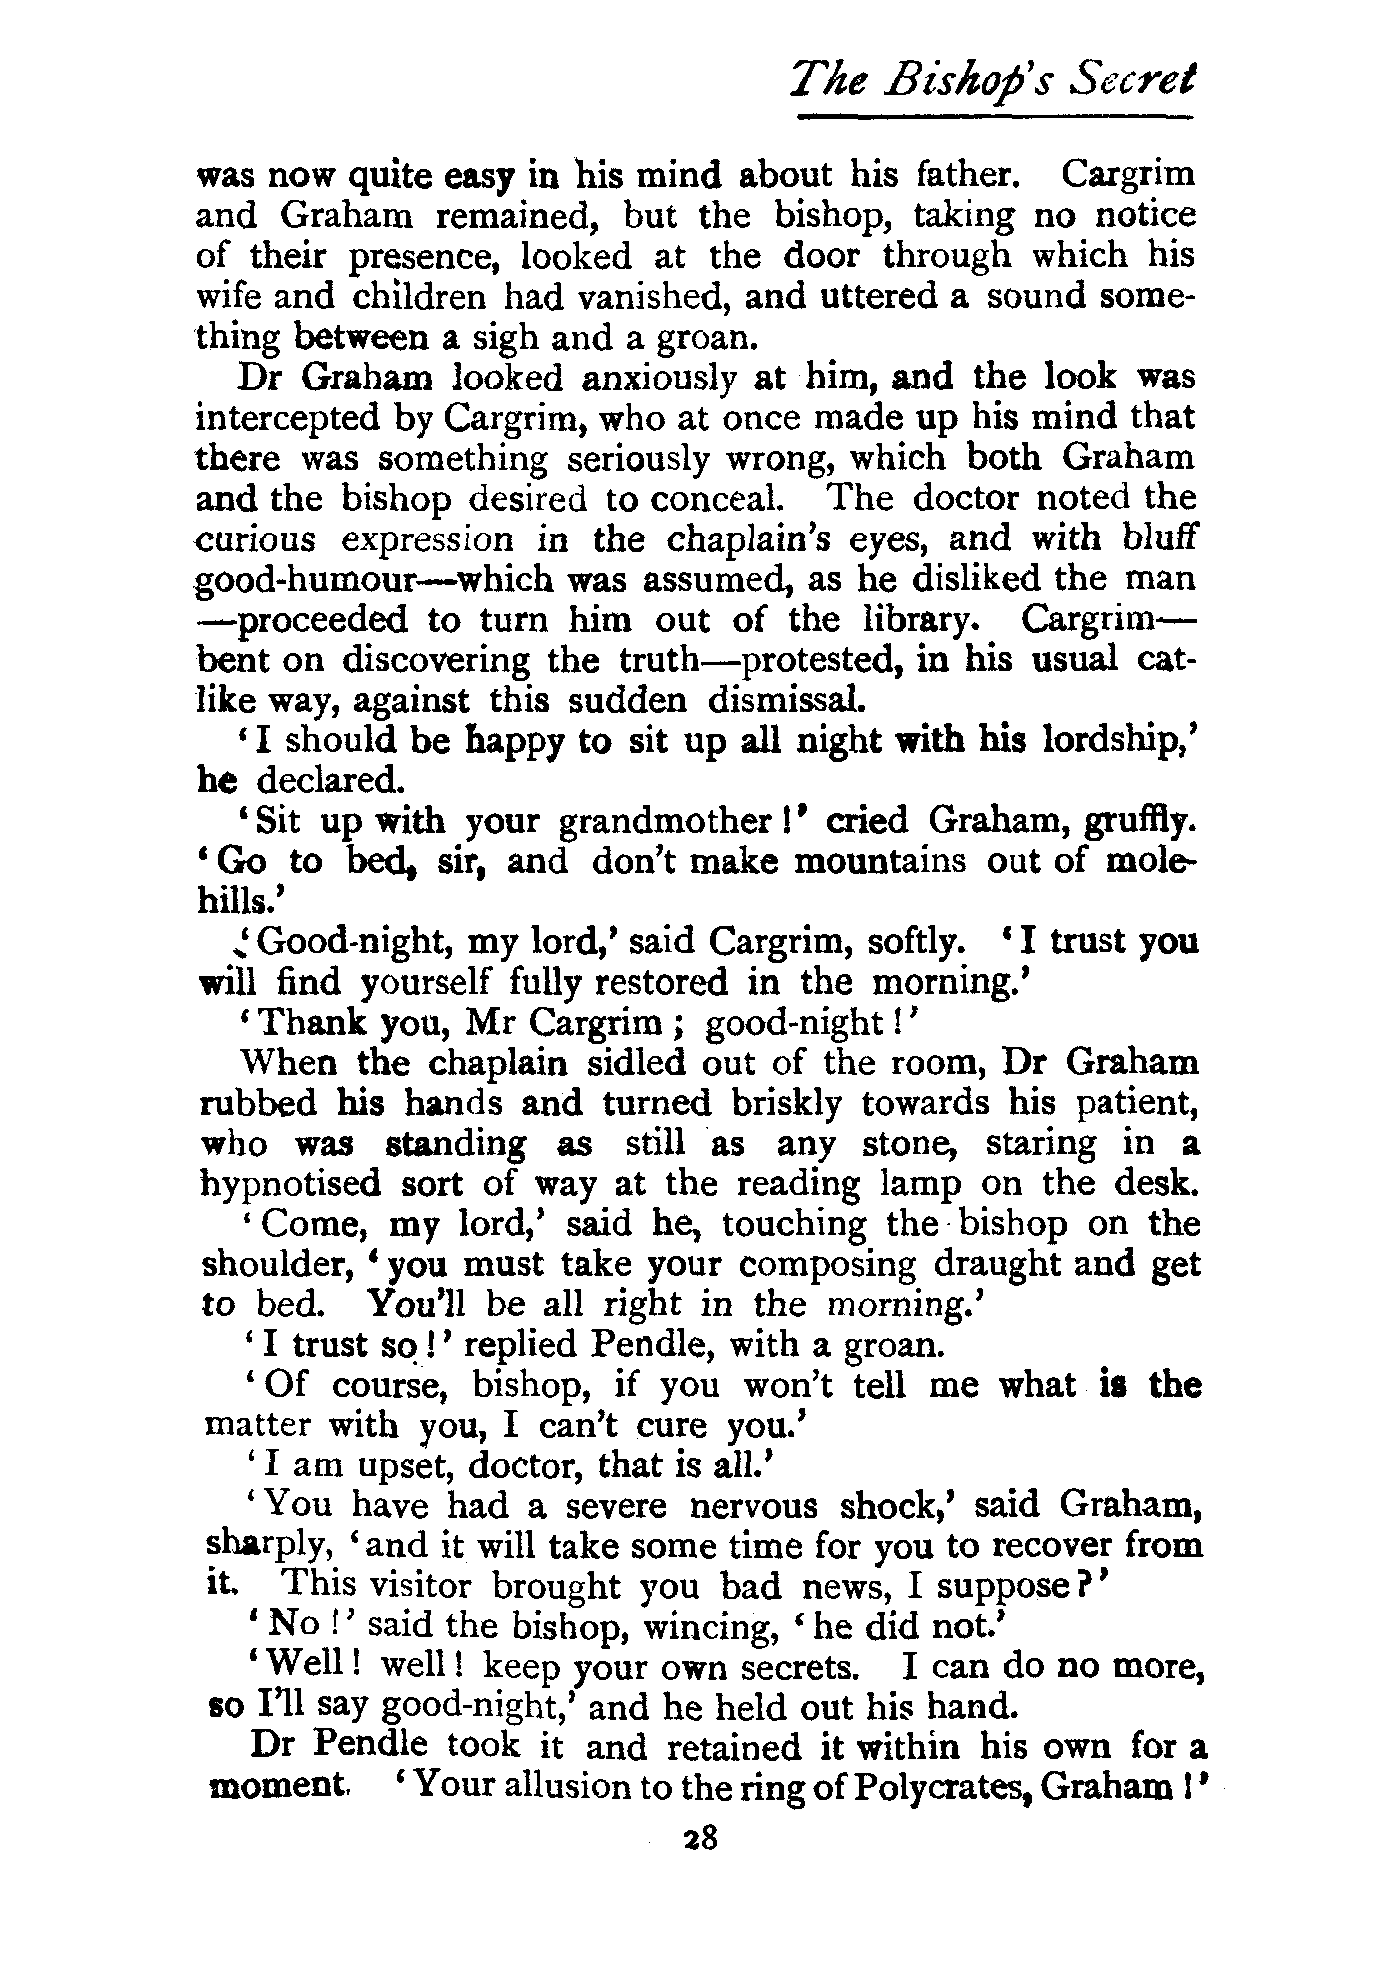 The Bishop's Secret
was now quite easy in his mind about his father. Cargrim
and Graham remained, but the bishop, taking no notice
of their presence, looked at the door through which his
wife and children had vanished, and uttered a sound some-
thing between a sigh and a groan.
Dr Graham looked anxiously at him, and the look was
intercepted by Cargrim, who at once made up his mind that
there was something seriously wrong, which both Graham
and the bishop desired to conceal. The doctor noted the
curious expression in the chaplain's eyes, and with bluff
good-humour—which was assumed, as he disliked the man
—proceeded to turn him out of the library. Cargrim—
bent on discovering the truth—protested, in his usual cat-
like way, against this sudden dismissal.
'I should be happy to sit up all night with his lordship,'
he declared.
'Sit up with your grandmother!' cried Graham, gruffly.
'Go to bed, sir, and don't make mountains out of mole-
hills.'
'Good-night, my lord,' said Cargrim, softly. 'I trust you
will find yourself fully restored in the morning.'
'Thank you, Mr Cargrim; good-night!'
When the chaplain sidled out of the room, Dr Graham
rubbed his hands and turned briskly towards his patient,
who was standing as still as any stone, staring in a
hypnotised sort of way at the reading lamp on the desk.
'Come, my lord,' said he, touching the bishop on the
shoulder, 'you must take your composing draught and get
to bed. You'll be all right in the morning.'
'I trust so!' replied Pendle, with a groan.
'Of course, bishop, if you won't tell me what is the
matter with you, I can't cure you.'
'I am upset, doctor, that is all.'
'You have had a severe nervous shock,' said Graham,
sharply, 'and it will take some time for you to recover from
it. This visitor brought you bad news, I suppose?'
'No!' said the bishop, wincing, 'he did not.'
'Well! well! keep your own secrets. I can do no more,
so I'll say good-night,' and he held out his hand.
Dr Pendle took it and retained it within his own for a
moment. 'Your allusion to the ring of Polycrates, Graham!'
28